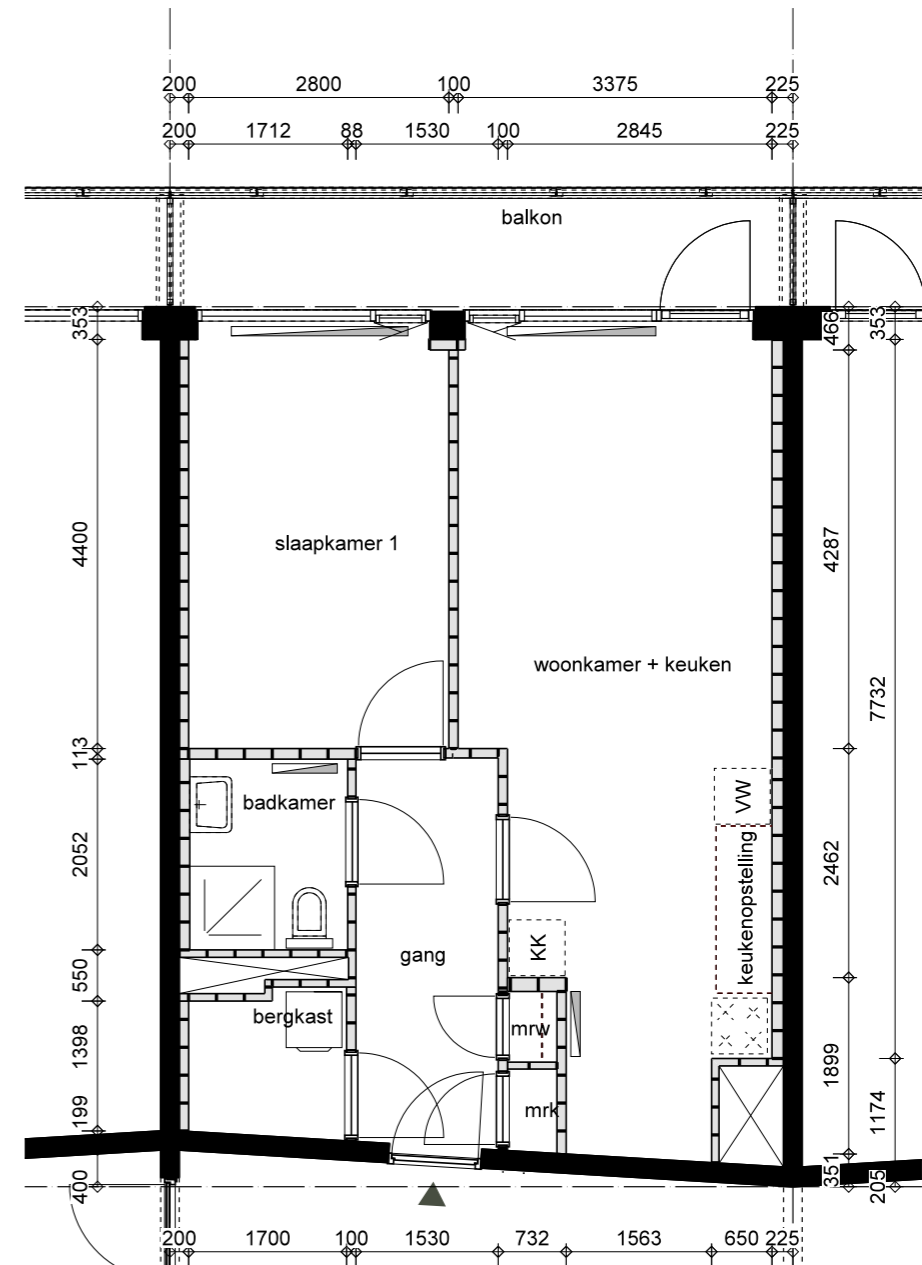 200 2800 100 3375 225
200 1712 88 1530 100 2845 225
balkon
353
466
353
4400
slaapkamer 1
4287
woonkamer + keuken
7732
113
VW
badkamer
2052
keukenopstelling
2462
gang
KK
550
bergkast
mrw
1398
1899
mrk
199
1174
400
351
205
200 1700 100 1530 732 1563 650 225